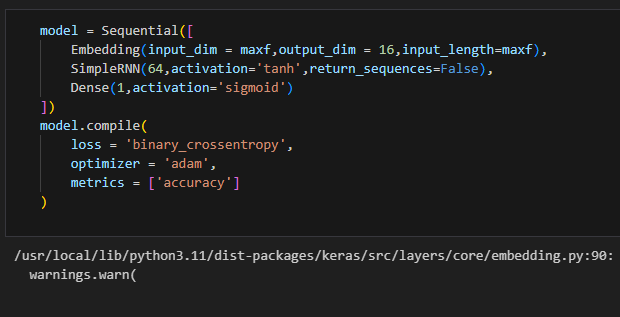 model = Sequential([
    Embedding(input_dim = maxf,output_dim = 16,input_length=maxf),
    SimpleRNN(64,activation='tanh',return_sequences=False),
    Dense(1,activation='sigmoid')
])
model.compile(
    loss = 'binary_crossentropy',
    optimizer = 'adam',
    metrics = ['accuracy']
)
/usr/local/lib/python3.11/dist-packages/keras/src/layers/core/embedding.py:90:
  warnings.warn(